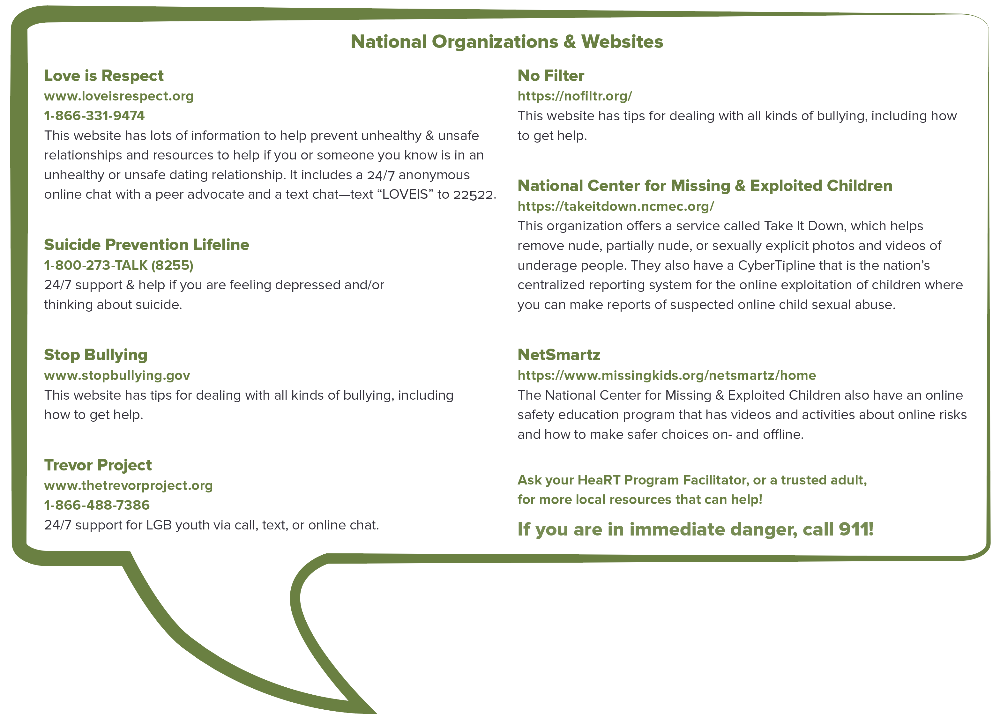 National Organizations & Websites
Love is Respect
www.loveisrespect.org
1-866-331-9474
This website has lots of information to help prevent unhealthy & unsafe
relationships and resources to help if you or someone you know is in an
unhealthy or unsafe dating relationship. It includes a 24/7 anonymous
online chat with a peer advocate and a text chat—text “LOVEIS” to 22522.
Suicide Prevention Lifeline
1-800-273-TALK (8255)
24/7 support & help if you are feeling depressed and/or
thinking about suicide.
Stop Bullying
www.stopbullying.gov
This website has tips for dealing with all kinds of bullying, including
how to get help.
Trevor Project
www.thetrevorproject.org
1-866-488-7386
24/7 support for LGB youth via call, text, or online chat.
No Filter
https://nofiltr.org/
This website has tips for dealing with all kinds of bullying, including how
to get help.
National Center for Missing & Exploited Children
https://takeitdown.ncmec.org/
This organization offers a service called Take It Down, which helps
remove nude, partially nude, or sexually explicit photos and videos of
underage people. They also have a CyberTipline that is the nation’s
centralized reporting system for the online exploitation of children where
you can make reports of suspected online child sexual abuse.
NetSmartz
https://www.missingkids.org/netsmartz/home
The National Center for Missing & Exploited Children also have an online
safety education program that has videos and activities about online risks
and how to make safer choices on- and offline.
Ask your HeaRT Program Facilitator, or a trusted adult,
for more local resources that can help!
If you are in immediate danger, call 911!